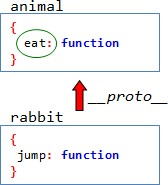 animal
{
eat: function
}
__proto__
rabbit
{
jump: function
}